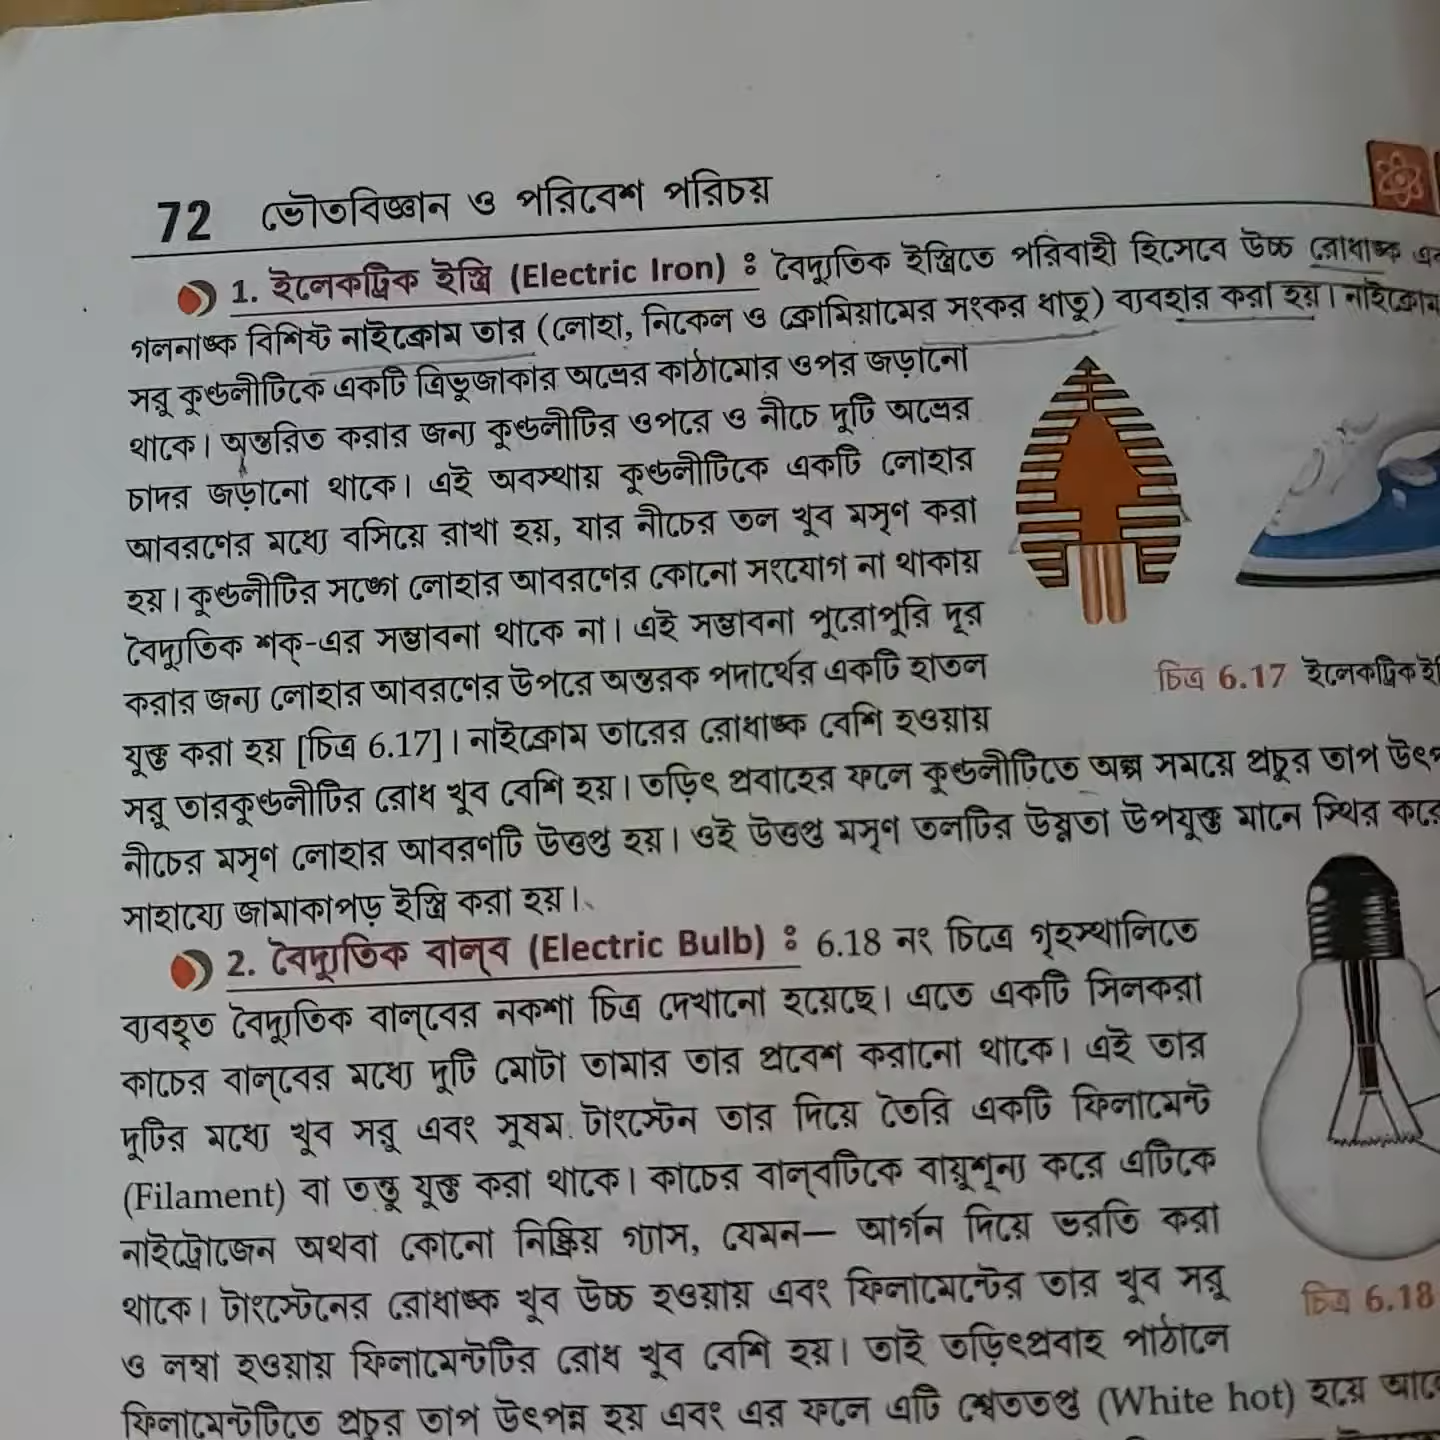 72 ভৌতবিজ্ঞান ও পরিবেশ পরিচয়
1. ইলেকট্রিক ইস্ত্রি (Electric Iron) : বৈদ্যুতিক ইস্ত্রিতে পরিবাহী হিসেবে উচ্চ রোধাঙ্ক
গলনাঙ্ক বিশিষ্ট নাইক্রোম তার (লোহা, নিকেল ও ক্রোমিয়ামের সংকর ধাতু) ব্যবহার করা হয়। নাইক্রোম
সরু কুণ্ডলীটিকে একটি ত্রিভুজাকার অভ্রের কাঠামোর ওপর জড়ানো
থাকে। অন্তরিত করার জন্য কুণ্ডলীটির ওপরে ও নীচে দুটি অভ্রের
চাদর জড়ানো থাকে। এই অবস্থায় কুণ্ডলীটিকে একটি লোহার
আবরণের মধ্যে বসিয়ে রাখা হয়, যার নীচের তল খুব মসৃণ করা
হয়। কুণ্ডলীটির সঙ্গে লোহার আবরণের কোনো সংযোগ না থাকায়
বৈদ্যুতিক শক্-এর সম্ভাবনা থাকে না। এই সম্ভাবনা পুরোপুরি দূর
করার জন্য লোহার আবরণের উপরে অন্তরক পদার্থের একটি হাতল
যুক্ত করা হয় [চিত্র 6.17]। নাইক্রোম তারের রোধাঙ্ক বেশি হওয়ায়
সরু তারকুণ্ডলীটির রোধ খুব বেশি হয়। তড়িৎ প্রবাহের ফলে কুণ্ডলীটিতে অল্প সময়ে প্রচুর তাপ
নীচের মসৃণ লোহার আবরণটি উত্তপ্ত হয়। ওই উত্তপ্ত মসৃণ তলটির উষ্ণতা উপযুক্ত মানে স্থির করে
সাহায্যে জামাকাপড় ইস্ত্রি করা হয়।
চিত্র 6.17 ইলেকট্রিক
2. বৈদ্যুতিক বাল্‌ব (Electric Bulb) : 6.18 নং চিত্রে গৃহস্থালিতে
ব্যবহৃত বৈদ্যুতিক বাল্‌বের নকশা চিত্র দেখানো হয়েছে। এতে একটি সিলকরা
কাচের বাল্‌বের মধ্যে দুটি মোটা তামার তার প্রবেশ করানো থাকে। এই তার
দুটির মধ্যে খুব সরু এবং সুষম টাংস্টেন তার দিয়ে তৈরি একটি ফিলামেন্ট
(Filament) বা তন্তু যুক্ত করা থাকে। কাচের বাল্‌বটিকে বায়ুশূন্য করে এটিকে
নাইট্রোজেন অথবা কোনো নিষ্ক্রিয় গ্যাস, যেমন— আর্গন দিয়ে ভরতি করা
থাকে। টাংস্টেনের রোধাঙ্ক খুব উচ্চ হওয়ায় এবং ফিলামেন্টের তার খুব সরু
ও লম্বা হওয়ায় ফিলামেন্টটির রোধ খুব বেশি হয়। তাই তড়িৎপ্রবাহ পাঠালে
ফিলামেন্টটিতে প্রচুর তাপ উৎপন্ন হয় এবং এর ফলে এটি শ্বেততপ্ত (White hot) হয়ে
চিত্র 6.18